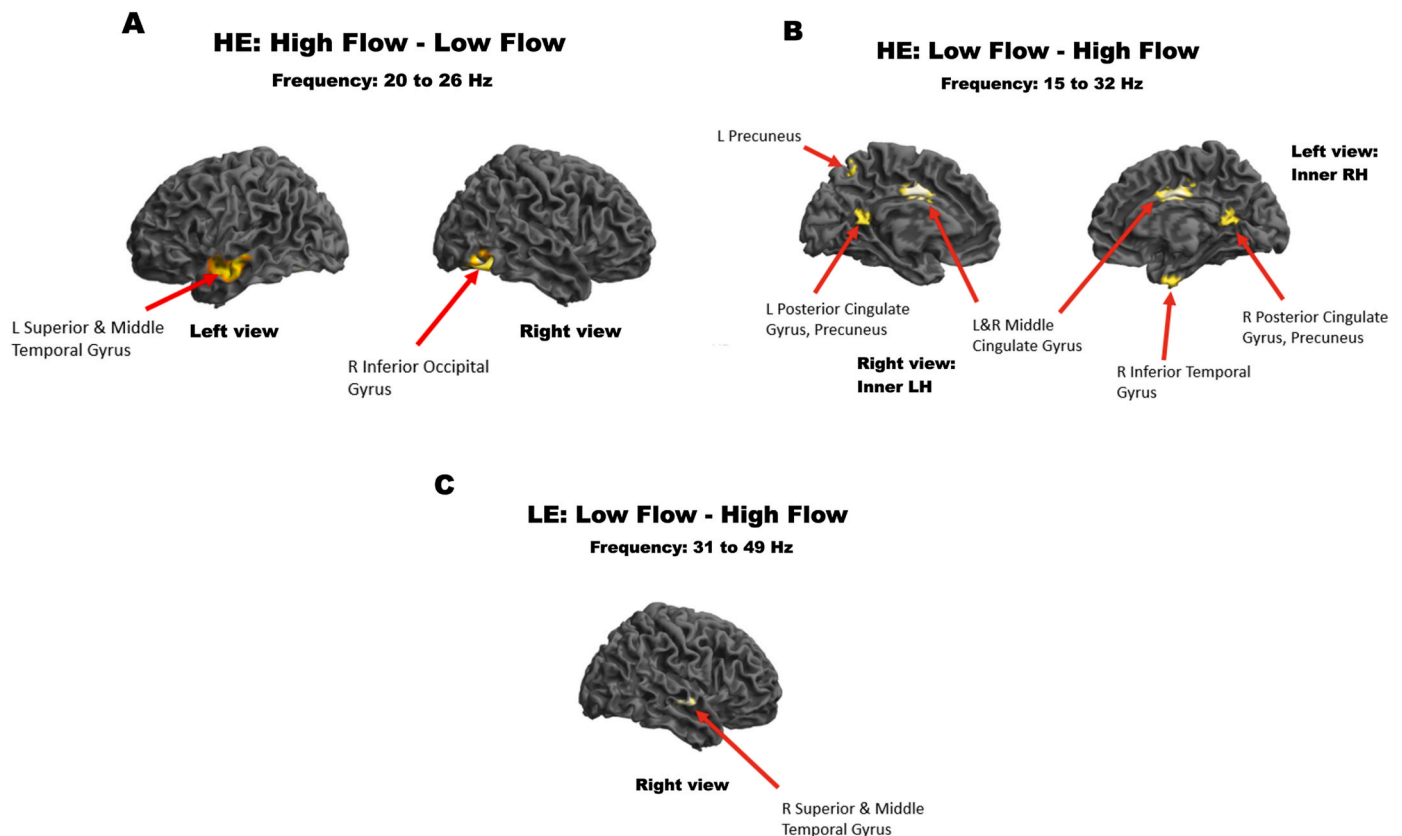 A
HE: High Flow - Low Flow
Frequency: 20 to 26 Hz
L Superior & Middle
Temporal Gyrus
Left view
Right view
R Inferior Occipital
Gyrus
B
HE: Low Flow - High Flow
Frequency: 15 to 32 Hz
L Precuneus
Left view:
Inner RH
L Posterior Cingulate
Gyrus, Precuneus
L&R Middle
Cingulate Gyrus
R Posterior Cingulate
Gyrus, Precuneus
Right view:
Inner LH
R Inferior Temporal
Gyrus
C
LE: Low Flow - High Flow
Frequency: 31 to 49 Hz
Right view
R Superior & Middle
Temporal Gyrus